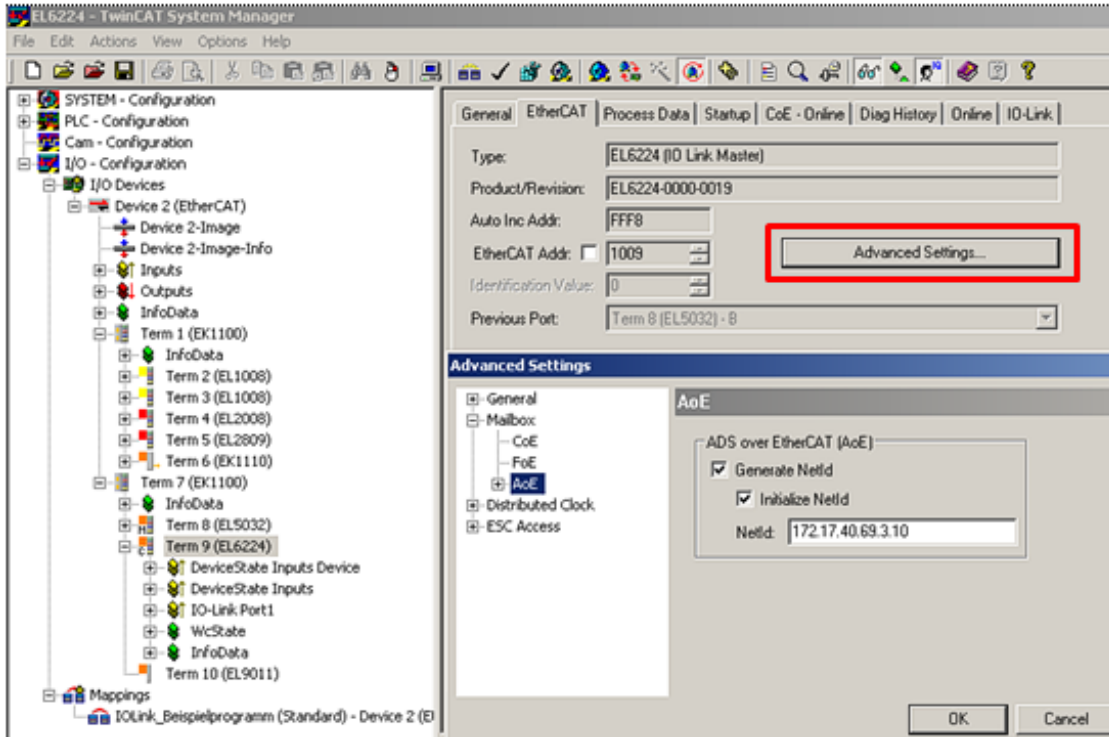 EL6224 - TwinCAT System Manager
File Edit Actions View Options Help
SYSTEM - Configuration
PLC - Configuration
Cam - Configuration
I/O - Configuration
I/O Devices
Device 2 (EtherCAT)
Device 2-Image
Device 2-Image-Info
Inputs
Outputs
InfoData
Term 1 (EK1100)
InfoData
Term 2 (EL1008)
Term 3 (EL1008)
Term 4 (EL2008)
Term 5 (EL2809)
Term 6 (EK1110)
Term 7 (EK1100)
InfoData
Term 8 (EL5032)
Term 9 (EL6224)
DeviceState Inputs Device
DeviceState Inputs
IO-Link Port1
WcState
InfoData
Term 10 (EL9011)
Mappings
IOLink_Beispielprogramm (Standard) - Device 2 (E
General EtherCAT Process Data Startup CoE - Online Diag History Online IO-Link
Type: EL6224 (IO Link Master)
Product/Revision: EL6224-0000-0019
Auto Inc Addr: FFF8
EtherCAT Addr: 1009 Advanced Settings...
Identification Value: 0
Previous Port: Term 8 (EL5032) - B
Advanced Settings
General
Mailbox
CoE
FoE
AoE
Distributed Clock
ESC Access
AoE
ADS over EtherCAT (AoE)
Generate NetId
Initialize NetId
NetId: 172.17.40.69.3.10
OK Cancel